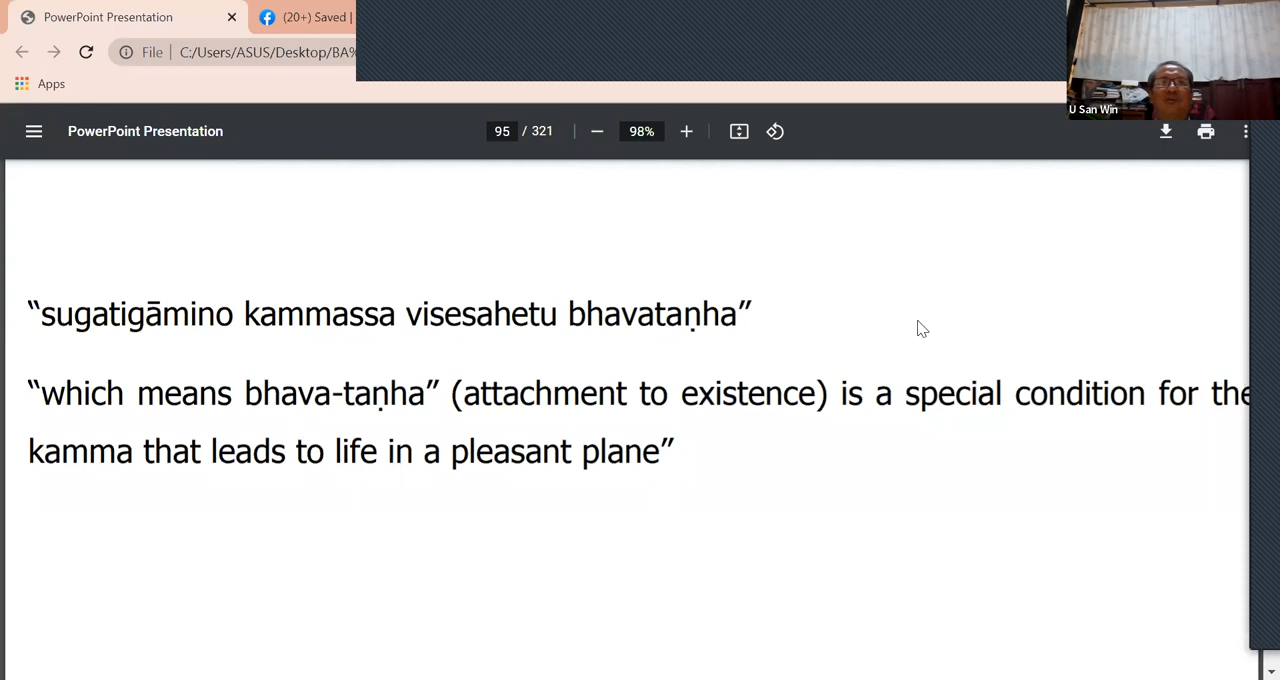 PowerPoint Presentation
(20+) Saved |
File | C:/Users/ASUS/Desktop/BA%
Apps
U San Win
PowerPoint Presentation
95 / 321
98%
“sugatigāmino kammassa visesahetu bhavataṇha”
“which means bhava-taṇha” (attachment to existence) is a special condition for the
kamma that leads to life in a pleasant plane”